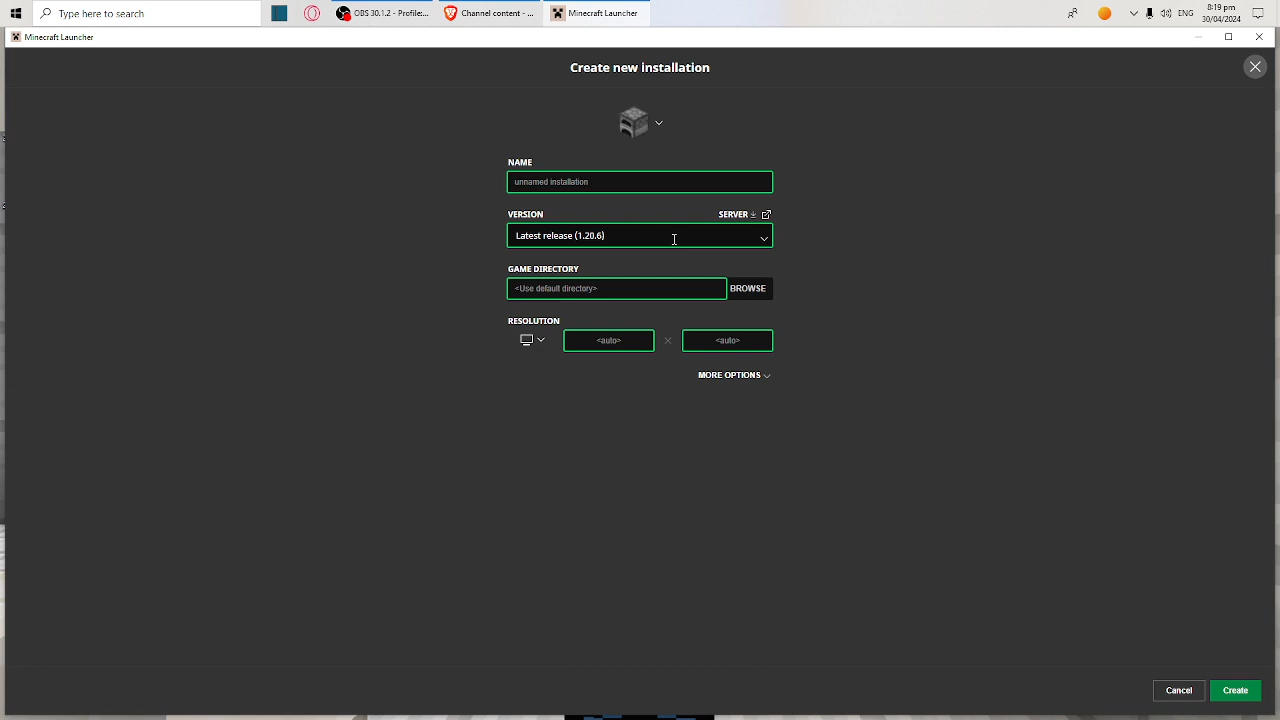 Type here to search
OBS 30.1.2 - Profile:...
Channel content - ...
Minecraft Launcher
ENG
8:19 pm
30/04/2024
Minecraft Launcher
Create new installation
NAME
unnamed installation
VERSION
SERVER
Latest release (1.20.6)
GAME DIRECTORY
<Use default directory>
BROWSE
RESOLUTION
<auto>
<auto>
MORE OPTIONS
Cancel
Create